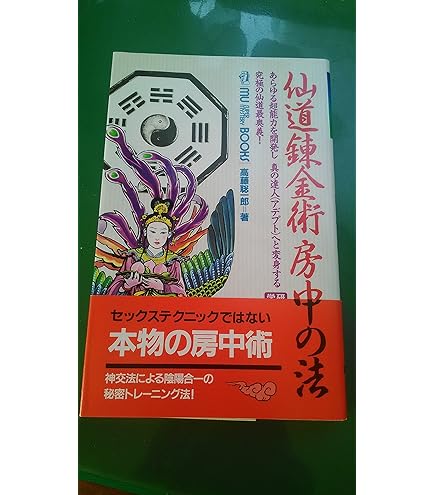 仙道錬金術房中の法
あらゆる超能力を開発し真の達人〈アデプト〉へと変身する
究極の仙道最奥義!
MU SUPER MYSTERY BOOKS
高藤聡一郎=著
学研
セックステクニックではない
本物の房中術
神交法による陰陽合一の
秘密トレーニング法!